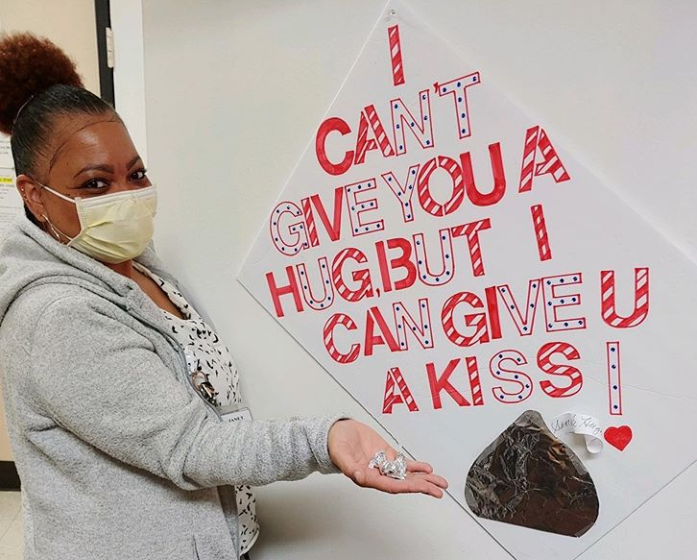 I
CAN'T
GIVE YOU A
HUG, BUT I
CAN GIVE U
A KISS!